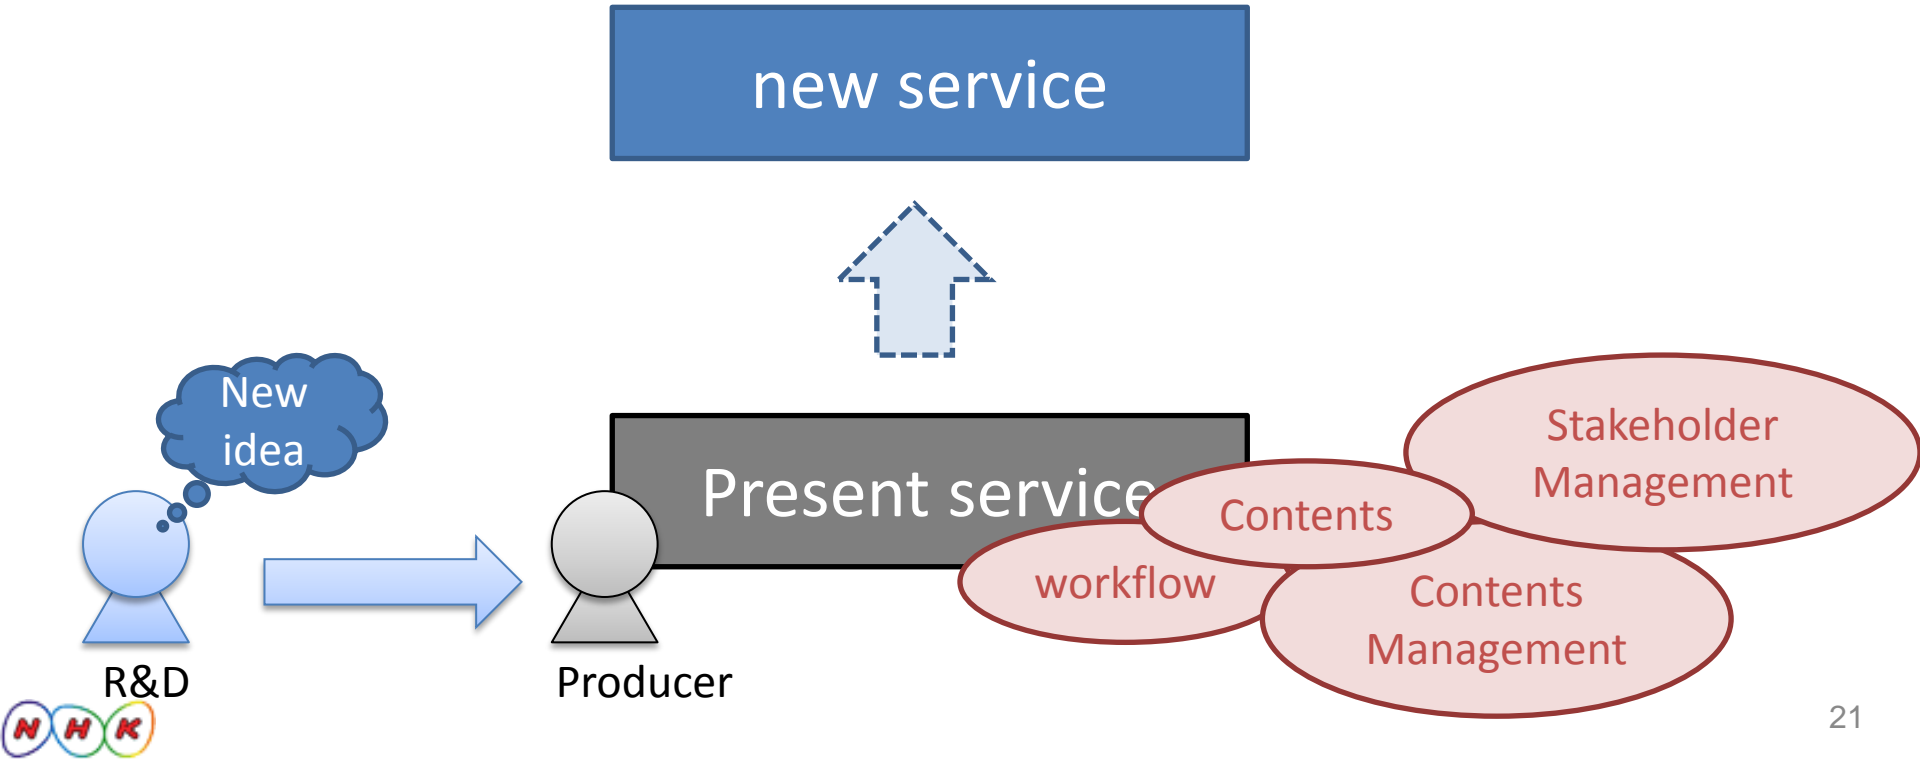 new service
New
idea
Present service
Stakeholder
Management
Contents
workflow
Contents
Management
R&D
Producer
NHK
21